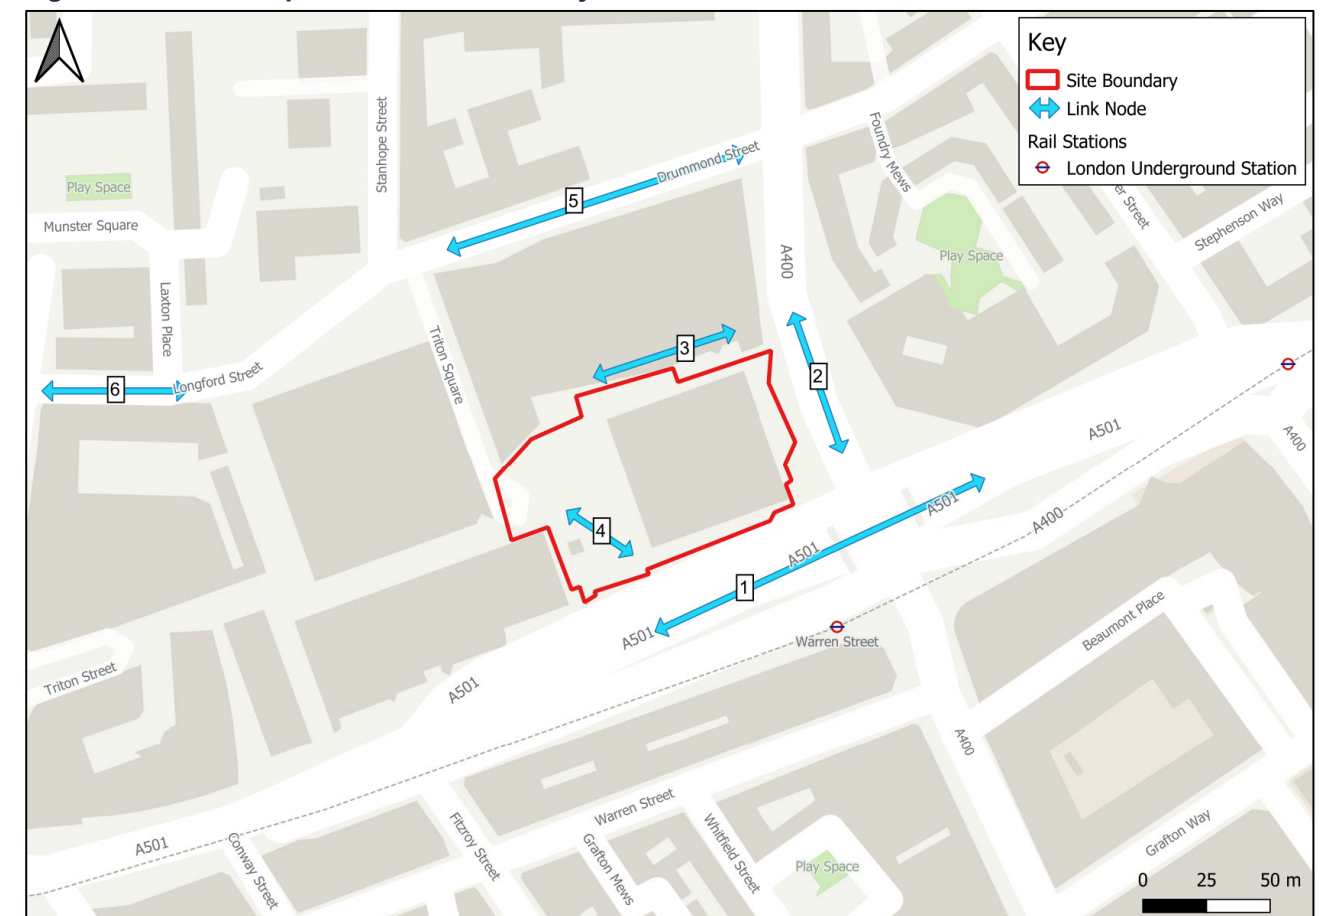 Key
Site Boundary
Link Node
Rail Stations
London Underground Station
Stanhope Street
Foundry Mews
Drummond Street
Play Space
5
er Street
Stephenson Way
Munster Square
A400
Play Space
Laxton Place
Triton Square
3
2
6
Longford Street
A501
A400
4
A501
A400
A501
1
A501
Warren Street
Beaumont Place
Triton Street
A501
A400
Warren Street
Fitzroy Street
Whitfield Street
Grafton Way
A501
Conway Street
Grafton Mews
Play Space
0 25 50 m